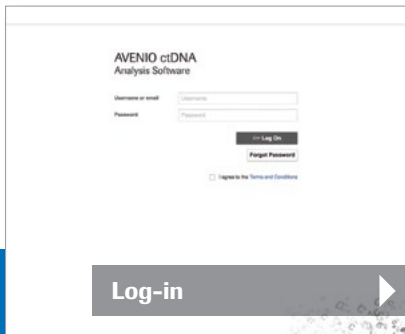 AVENIO ctDNA
Analysis Software
Username or email
Username
Password
Password
>> Log On
Forgot Password
I agree to the Terms and Conditions
Log-in